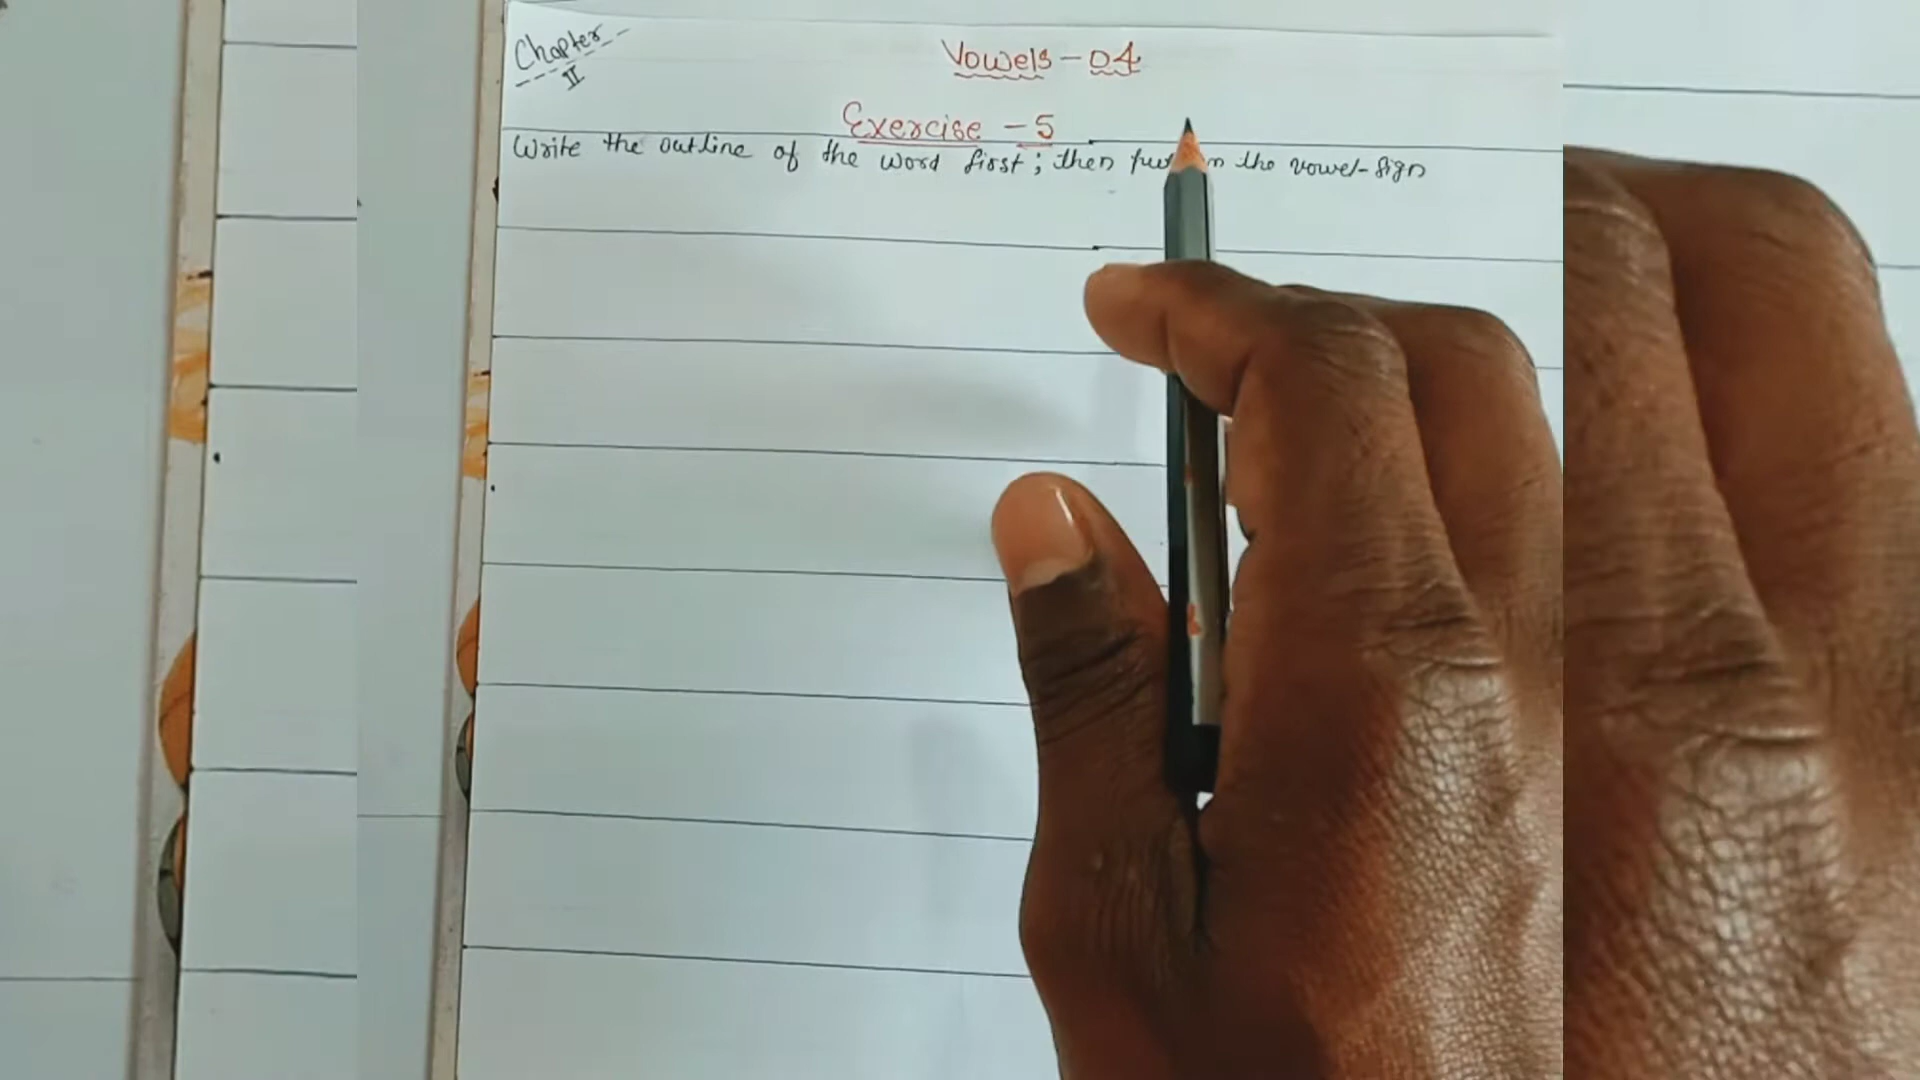 Chapter
II
Vowels - 04
Exercise - 5
Write the outline of the word first; then the vowel-sign